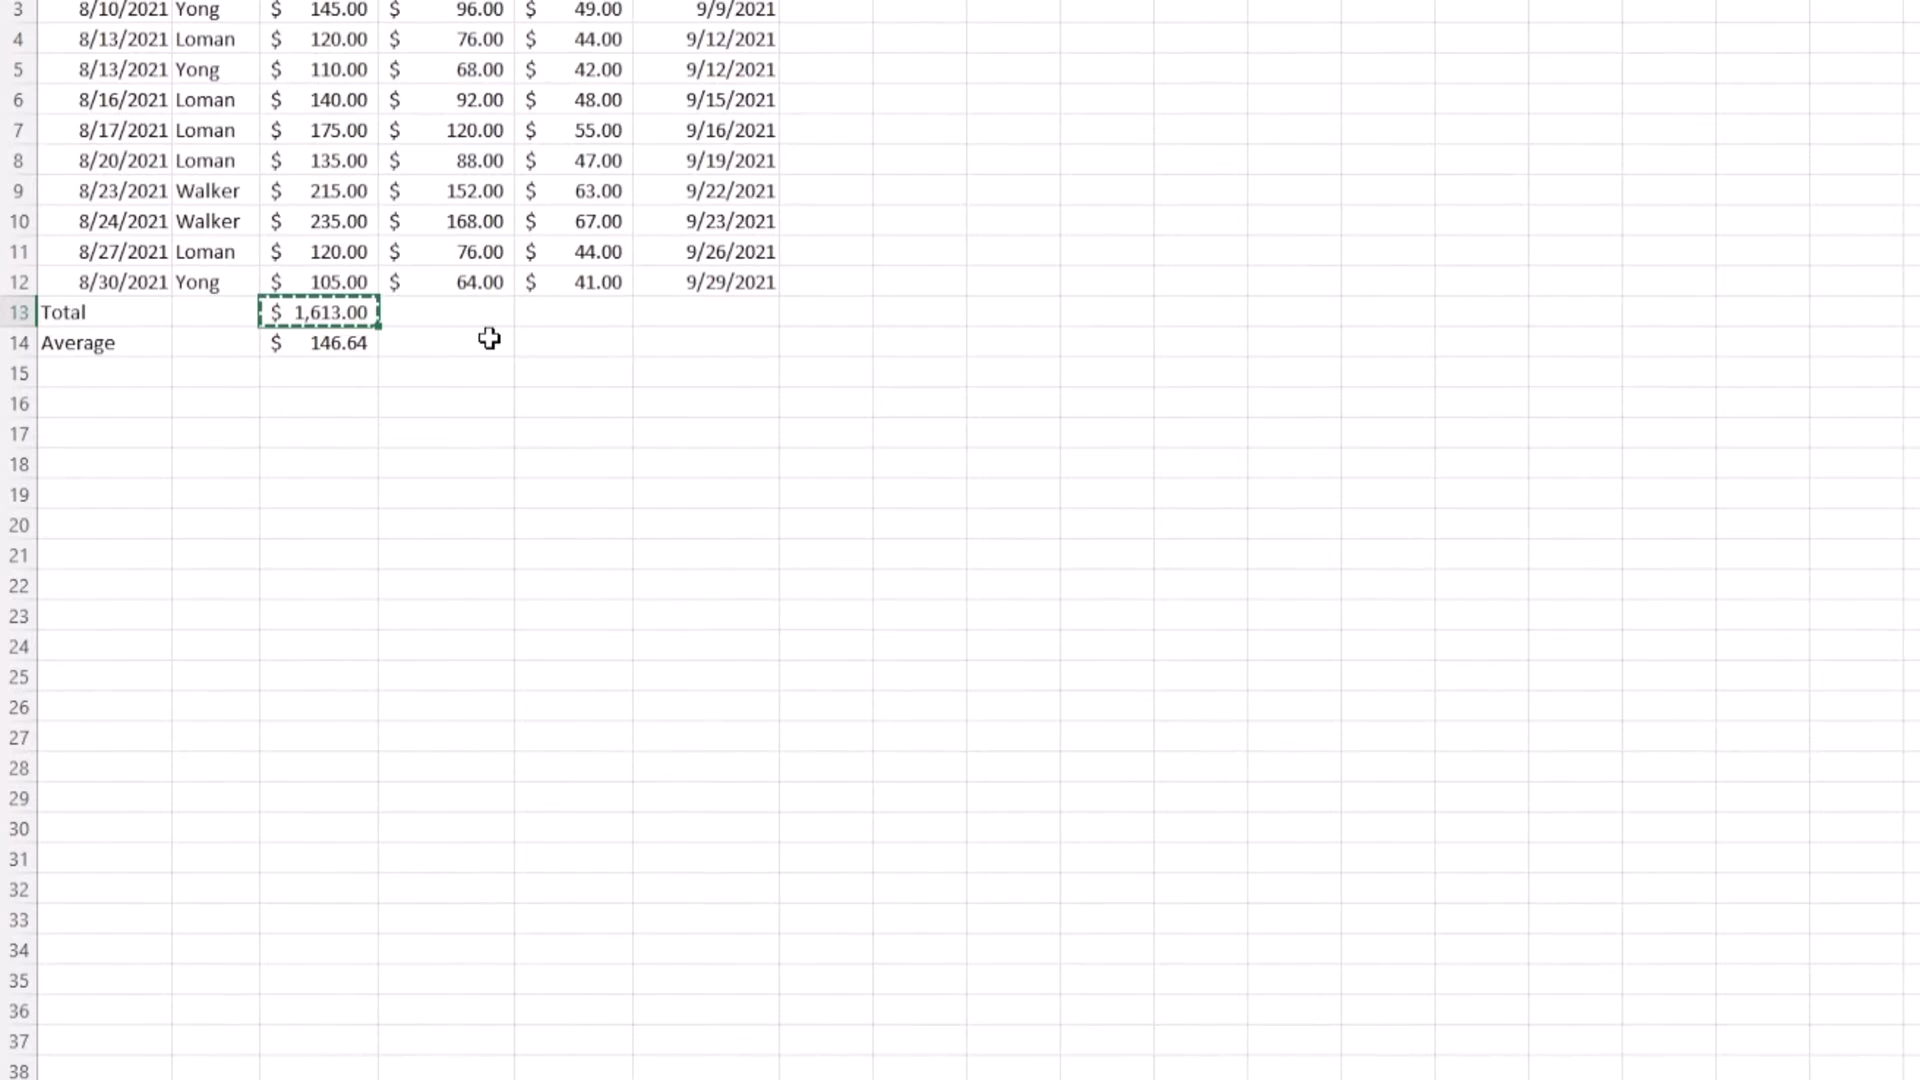 3 8/10/2021 Yong $ 145.00 $ 96.00 $ 49.00 9/9/2021
4 8/13/2021 Loman $ 120.00 $ 76.00 $ 44.00 9/12/2021
5 8/13/2021 Yong $ 110.00 $ 68.00 $ 42.00 9/12/2021
6 8/16/2021 Loman $ 140.00 $ 92.00 $ 48.00 9/15/2021
7 8/17/2021 Loman $ 175.00 $ 120.00 $ 55.00 9/16/2021
8 8/20/2021 Loman $ 135.00 $ 88.00 $ 47.00 9/19/2021
9 8/23/2021 Walker $ 215.00 $ 152.00 $ 63.00 9/22/2021
10 8/24/2021 Walker $ 235.00 $ 168.00 $ 67.00 9/23/2021
11 8/27/2021 Loman $ 120.00 $ 76.00 $ 44.00 9/26/2021
12 8/30/2021 Yong $ 105.00 $ 64.00 $ 41.00 9/29/2021
13 Total $ 1,613.00
14 Average $ 146.64
15
16
17
18
19
20
21
22
23
24
25
26
27
28
29
30
31
32
33
34
35
36
37
38